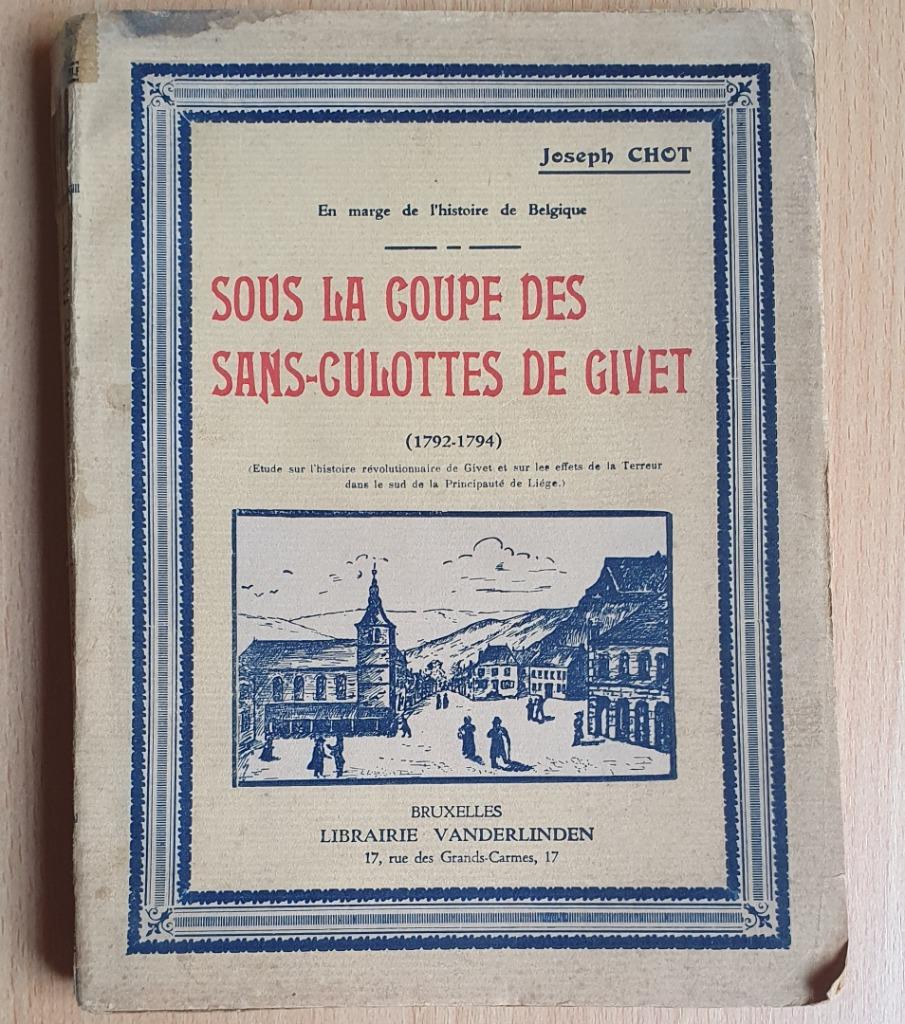 Joseph CHOT
En marge de l'histoire de Belgique
SOUS LA COUPE DES
SANS-CULOTTES DE GIVET
(1792-1794)
(Etude sur l'histoire révolutionnaire de Givet et sur les effets de la Terreur
dans le sud de la Principauté de Liége.)
BRUXELLES
LIBRAIRIE VANDERLINDEN
17, rue des Grands-Carmes, 17